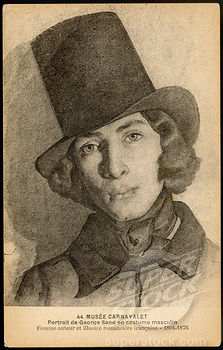 44 MUSÉE CARNAVALET
Portrait de George Sand en costume masculin
Femme auteur et illustre romancière française - 1804-1876